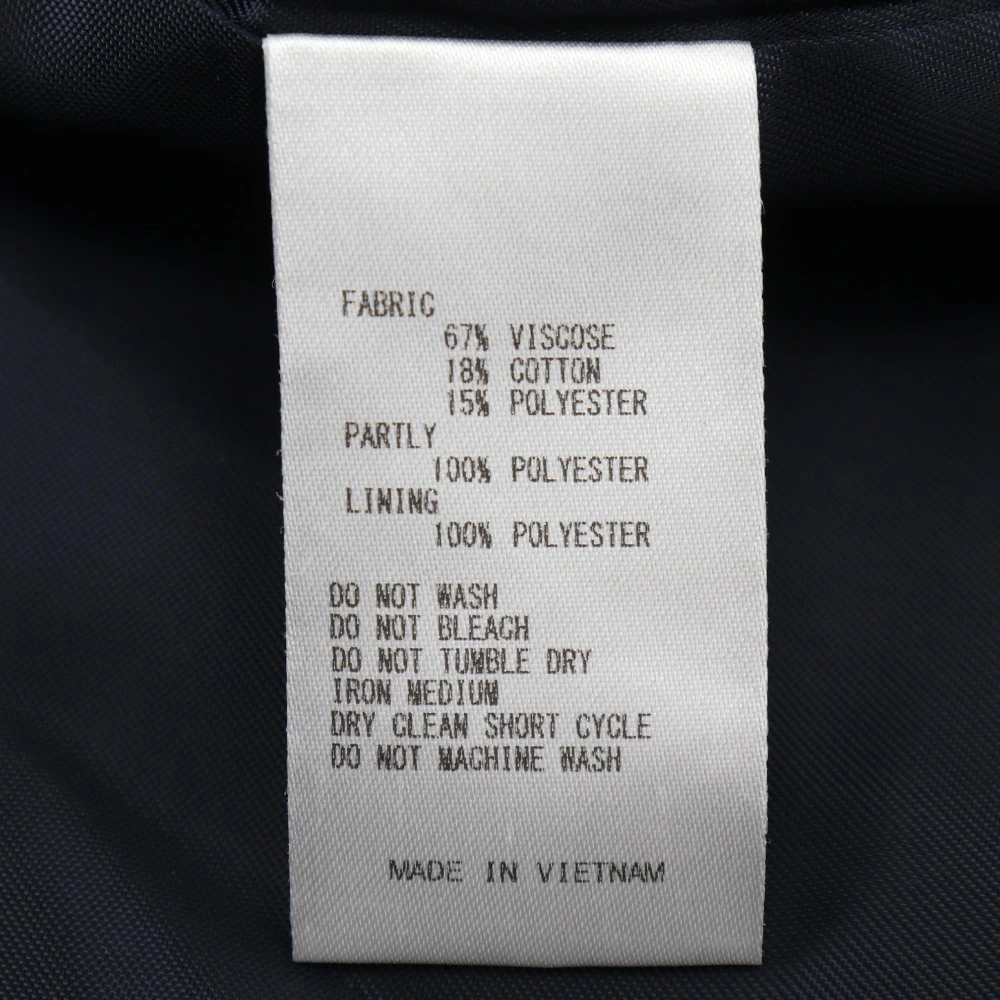 FABRIC
67% VISCOSE
18% COTTON
15% POLYESTER
PARTLY
100% POLYESTER
LINING
100% POLYESTER
DO NOT WASH
DO NOT BLEACH
DO NOT TUMBLE DRY
IRON MEDIUM
DRY CLEAN SHORT CYCLE
DO NOT MACHINE WASH
MADE IN VIETNAM